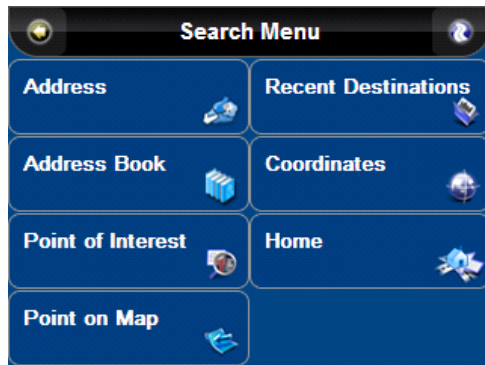 Search Menu
Address
Recent Destinations
Address Book
Coordinates
Point of Interest
Home
Point on Map